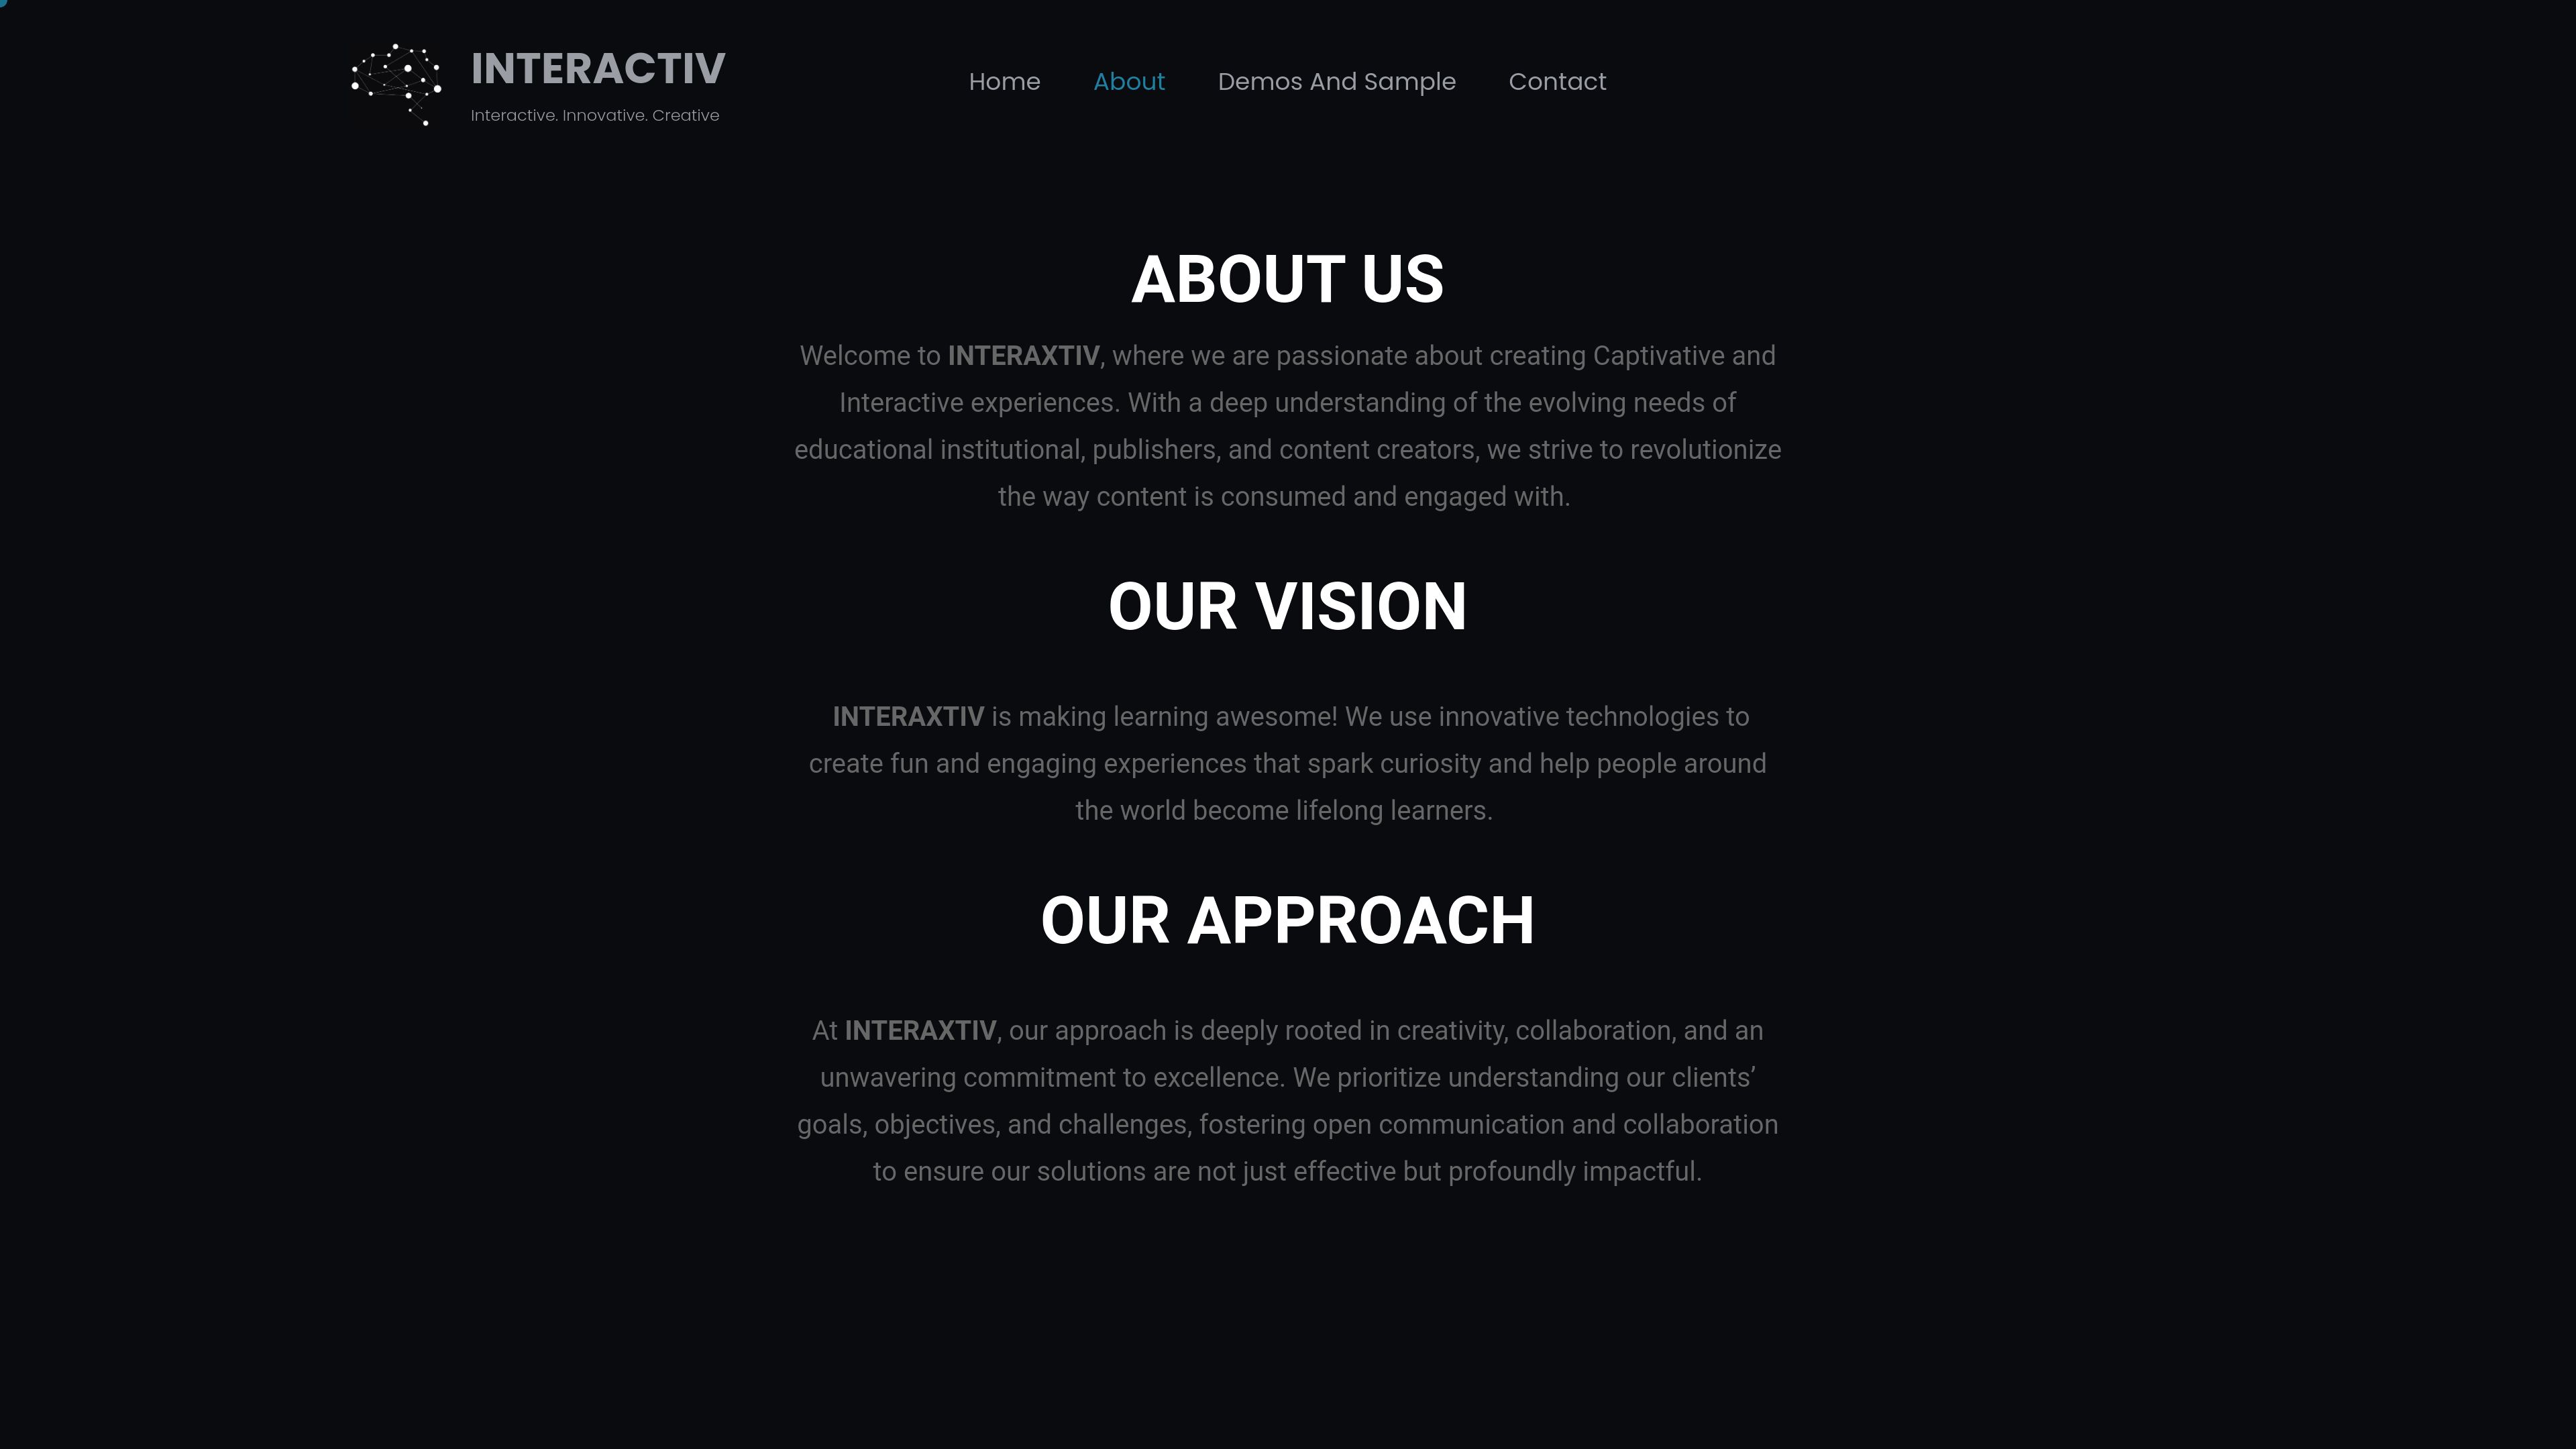 INTERACTIV
Interactive. Innovative. Creative
Home About Demos And Sample Contact
ABOUT US
Welcome to INTERAXTIV, where we are passionate about creating Captivative and
Interactive experiences. With a deep understanding of the evolving needs of
educational institutional, publishers, and content creators, we strive to revolutionize
the way content is consumed and engaged with.
OUR VISION
INTERAXTIV is making learning awesome! We use innovative technologies to
create fun and engaging experiences that spark curiosity and help people around
the world become lifelong learners.
OUR APPROACH
At INTERAXTIV, our approach is deeply rooted in creativity, collaboration, and an
unwavering commitment to excellence. We prioritize understanding our clients’
goals, objectives, and challenges, fostering open communication and collaboration
to ensure our solutions are not just effective but profoundly impactful.